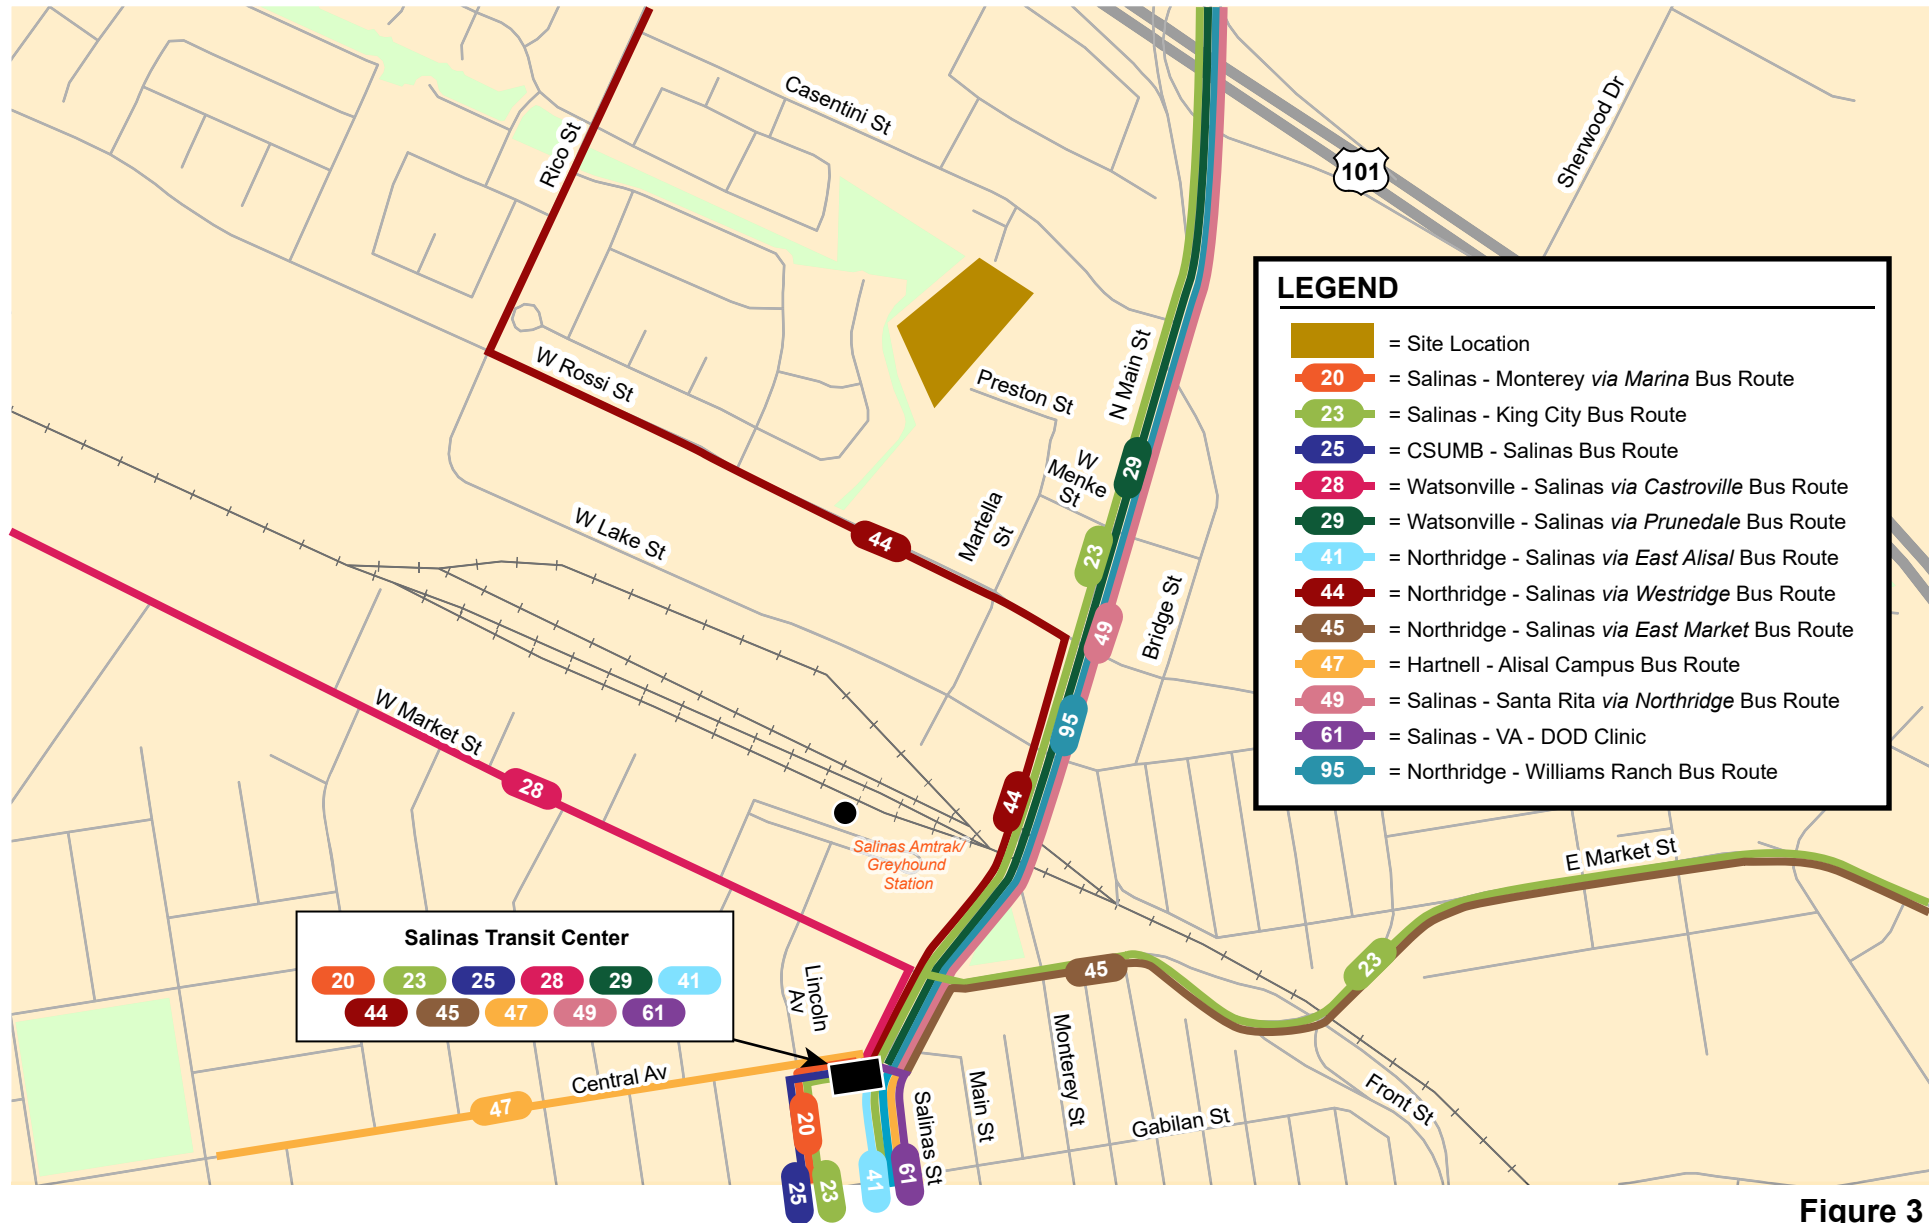 Casentini St
Rico St
101
Sherwood Dr
W Rossi St
Preston St
N Main St
W
Menke
St
Martella
St
W Lake St
Bridge St
29
23
44
49
95
44
W Market St
28
Salinas Amtrak/
Greyhound
Station
E Market St
23
45
LEGEND
= Site Location
20 = Salinas - Monterey via Marina Bus Route
23 = Salinas - King City Bus Route
25 = CSUMB - Salinas Bus Route
28 = Watsonville - Salinas via Castroville Bus Route
29 = Watsonville - Salinas via Prunedale Bus Route
41 = Northridge - Salinas via East Alisal Bus Route
44 = Northridge - Salinas via Westridge Bus Route
45 = Northridge - Salinas via East Market Bus Route
47 = Hartnell - Alisal Campus Bus Route
49 = Salinas - Santa Rita via Northridge Bus Route
61 = Salinas - VA - DOD Clinic
95 = Northridge - Williams Ranch Bus Route
Salinas Transit Center
20 23 25 28 29 41
44 45 47 49 61
Lincoln
Av
Central Av
47
20
25
23
41
61
Salinas St
Main St
Monterey St
Gabilan St
Front St
Figure 3